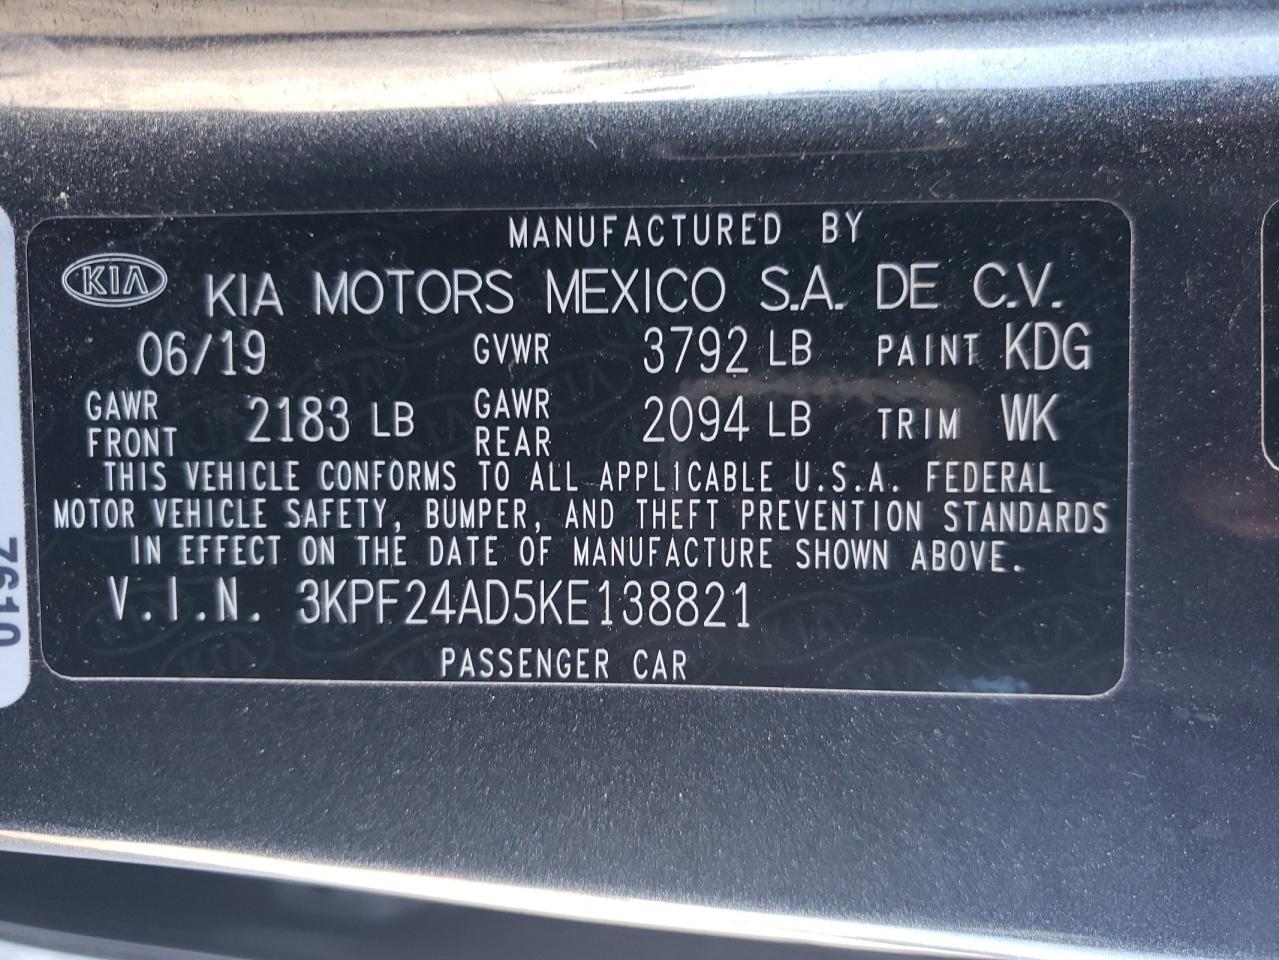 MANUFACTURED BY
KIA KIA MOTORS MEXICO S.A. DE C.V.
06/19 GVWR 3792 LB PAINT KDG
GAWR FRONT 2183 LB GAWR REAR 2094 LB TRIM WK
THIS VEHICLE CONFORMS TO ALL APPLICABLE U.S.A. FEDERAL
MOTOR VEHICLE SAFETY, BUMPER, AND THEFT PREVENTION STANDARDS
IN EFFECT ON THE DATE OF MANUFACTURE SHOWN ABOVE.
V.I.N. 3KPF24AD5KE138821
PASSENGER CAR
7610